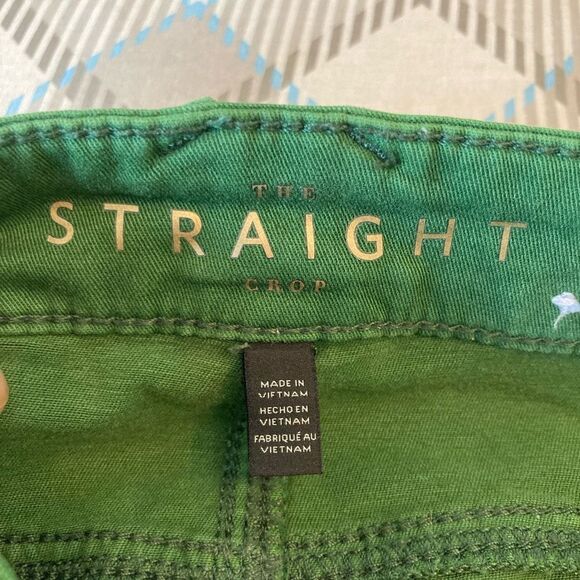 THE
STRAIGHT
CROP
MADE IN
VIETNAM
HECHO EN
VIETNAM
FABRIQUÉ AU
VIETNAM